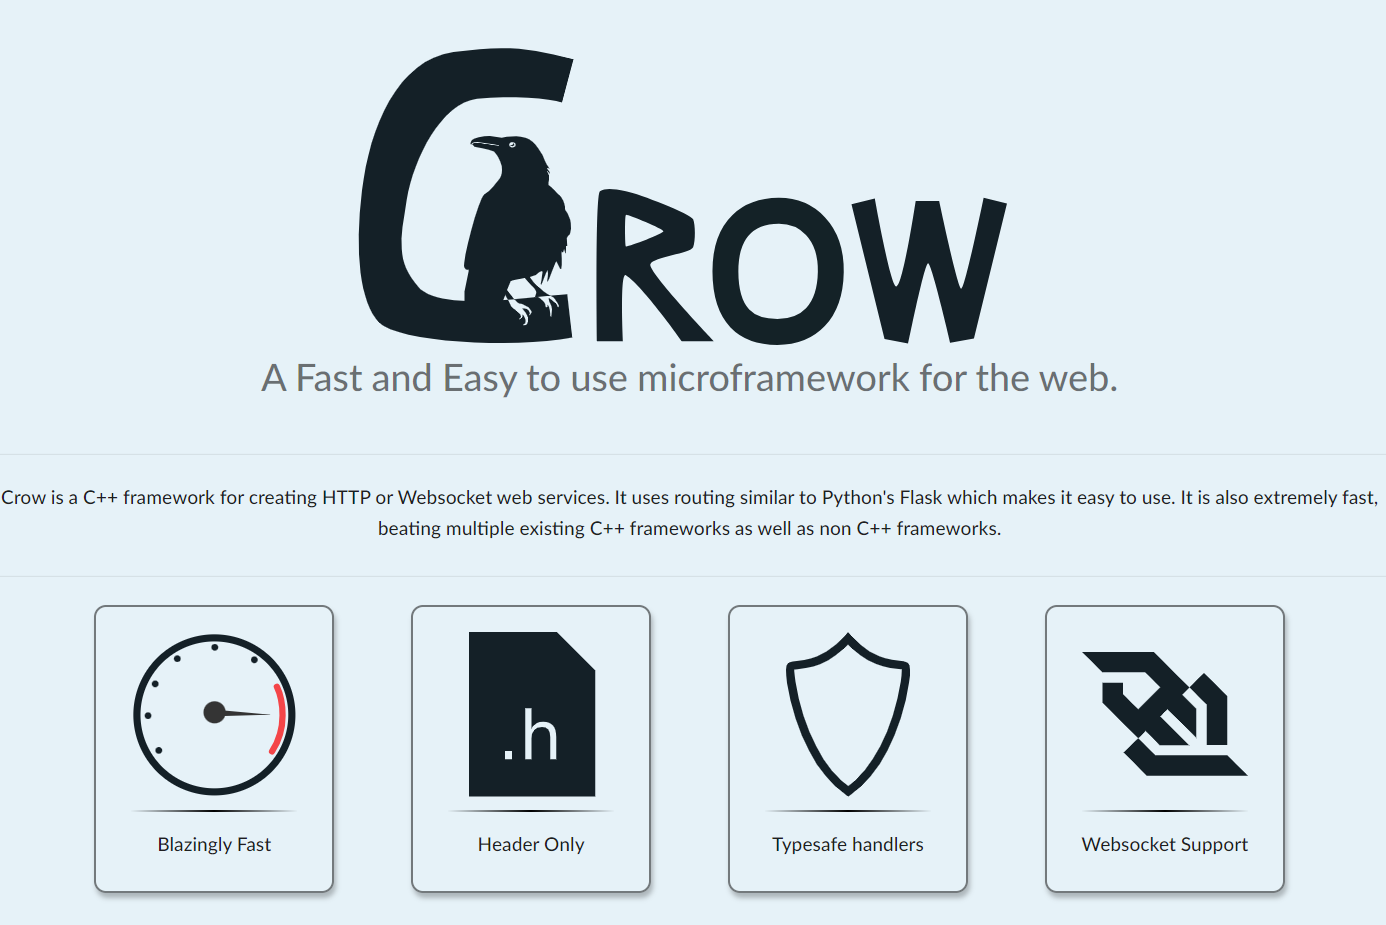 CROW
A Fast and Easy to use microframework for the web.
Crow is a C++ framework for creating HTTP or Websocket web services. It uses routing similar to Python's Flask which makes it easy to use. It is also extremely fast,
beating multiple existing C++ frameworks as well as non C++ frameworks.
.h
Blazingly Fast
Header Only
Typesafe handlers
Websocket Support